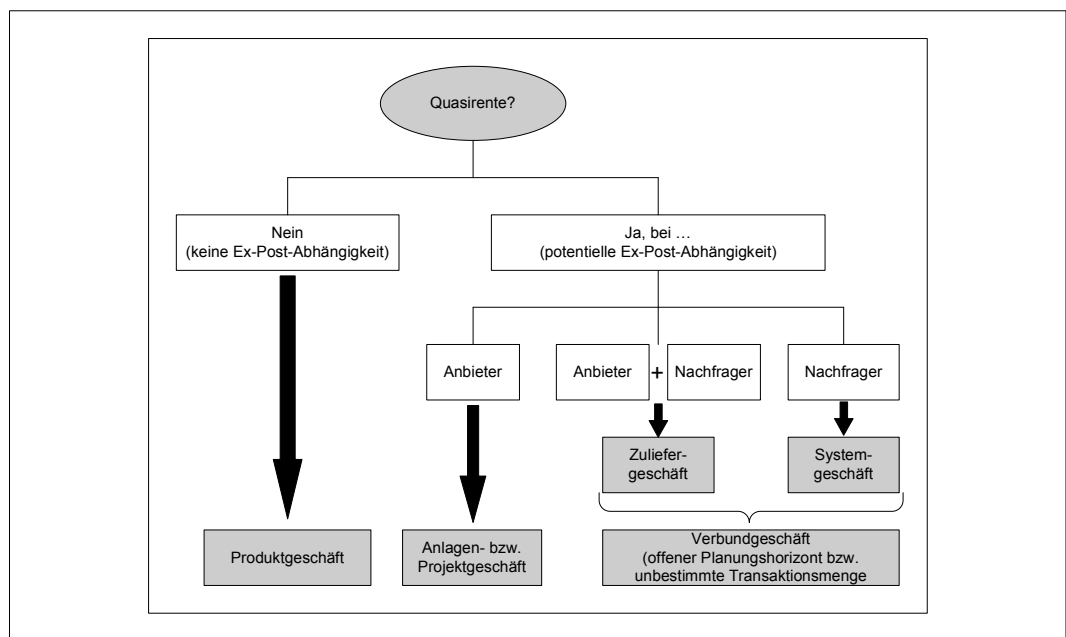 Quasirente?
Nein
(keine Ex-Post-Abhängigkeit)
Ja, bei …
(potentielle Ex-Post-Abhängigkeit)
Anbieter
Anbieter
+
Nachfrager
Nachfrager
Zuliefer-
geschäft
System-
geschäft
Produktgeschäft
Anlagen- bzw.
Projektgeschäft
Verbundgeschäft
(offener Planungshorizont bzw.
unbestimmte Transaktionsmenge